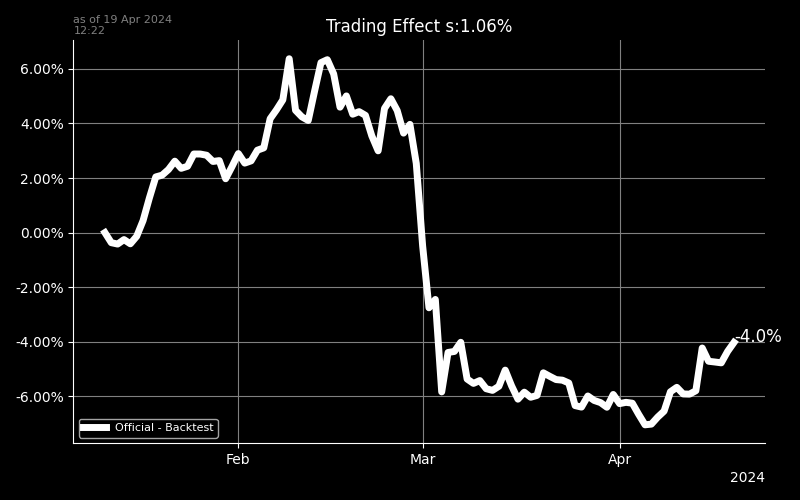 as of 19 Apr 2024
12:22
Trading Effect s:1.06%
6.00%
4.00%
2.00%
0.00%
-2.00%
-4.00%
-6.00%
-4.0%
Official - Backtest
Feb
Mar
Apr
2024